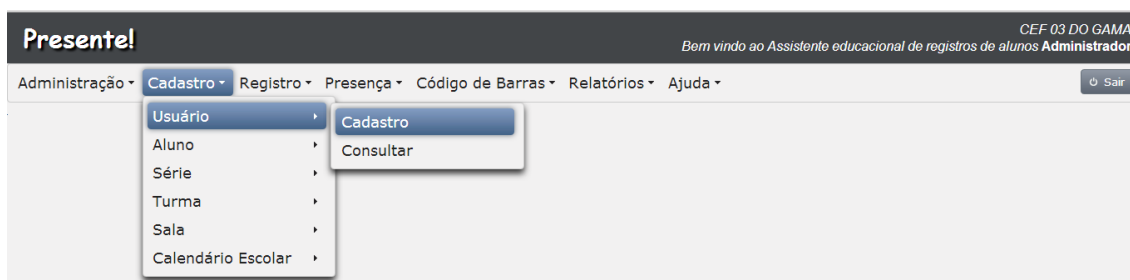 Presente!
CEF 03 DO GAMA
Bem vindo ao Assistente educacional de registros de alunos Administrador
Administração Cadastro Registro Presença Código de Barras Relatórios Ajuda Sair
Usuário
Cadastro
Aluno
Consultar
Série
Turma
Sala
Calendário Escolar